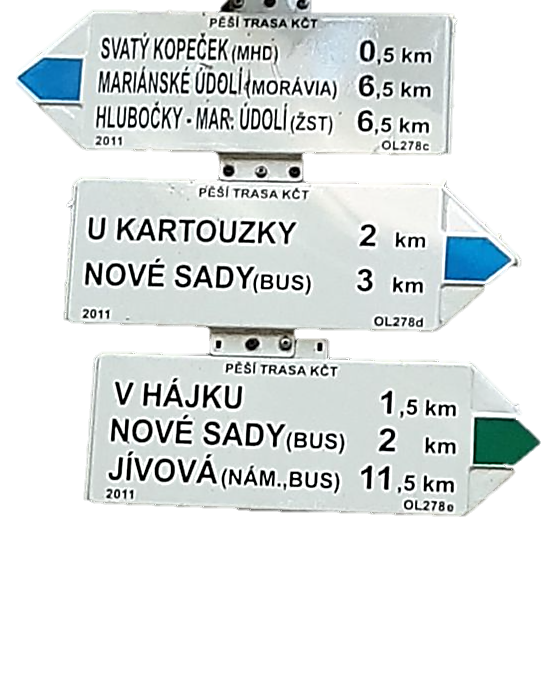 PĚŠÍ TRASA KČT
SVATÝ KOPEČEK (MHD) 0,5 km
MARIÁNSKÉ ÚDOLÍ (MORÁVIA) 6,5 km
HLUBOČKY - MAR. ÚDOLÍ (ŽST) 6,5 km
2011 OL278c
PĚŠÍ TRASA KČT
U KARTOUZKY 2 km
NOVÉ SADY (BUS) 3 km
2011 OL278d
PĚŠÍ TRASA KČT
V HÁJKU 1,5 km
NOVÉ SADY (BUS) 2 km
JÍVOVÁ (NÁM.,BUS) 11,5 km
2011 OL278e